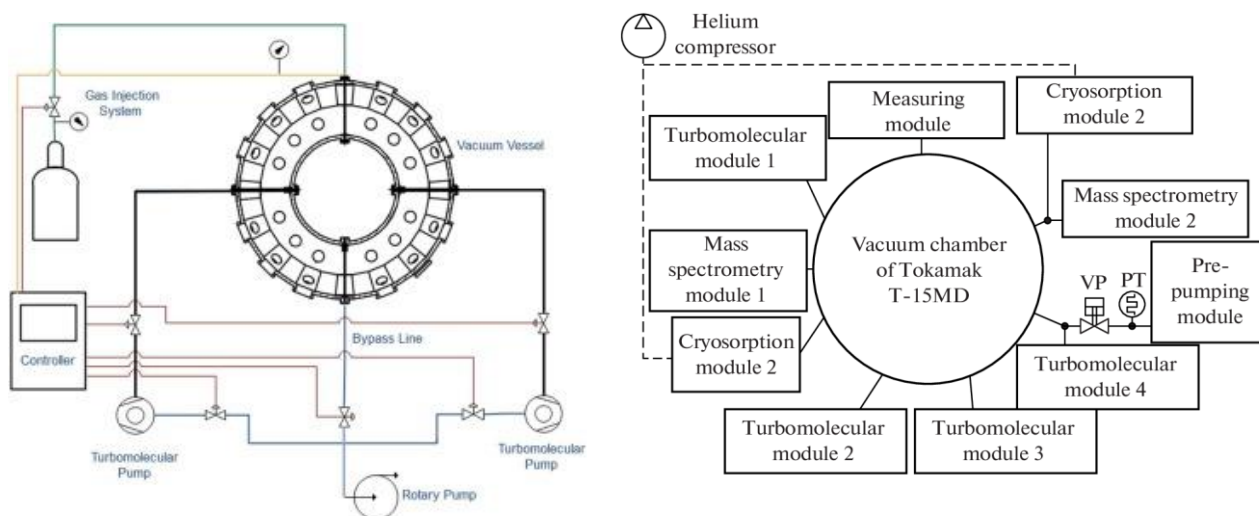 Gas Injection
System
Vacuum Vessel
Bypass Line
Controller
Turbomolecular
Pump
Turbomolecular
Pump
Rotary Pump
Helium
compressor
Measuring
module
Cryosorption
module 2
Turbomolecular
module 1
Mass spectrometry
module 2
Vacuum chamber
of Tokamak
T-15MD
Mass
spectrometry
module 1
VP
PT
Pre-
pumping
module
Cryosorption
module 2
Turbomolecular
module 4
Turbomolecular
module 2
Turbomolecular
module 3